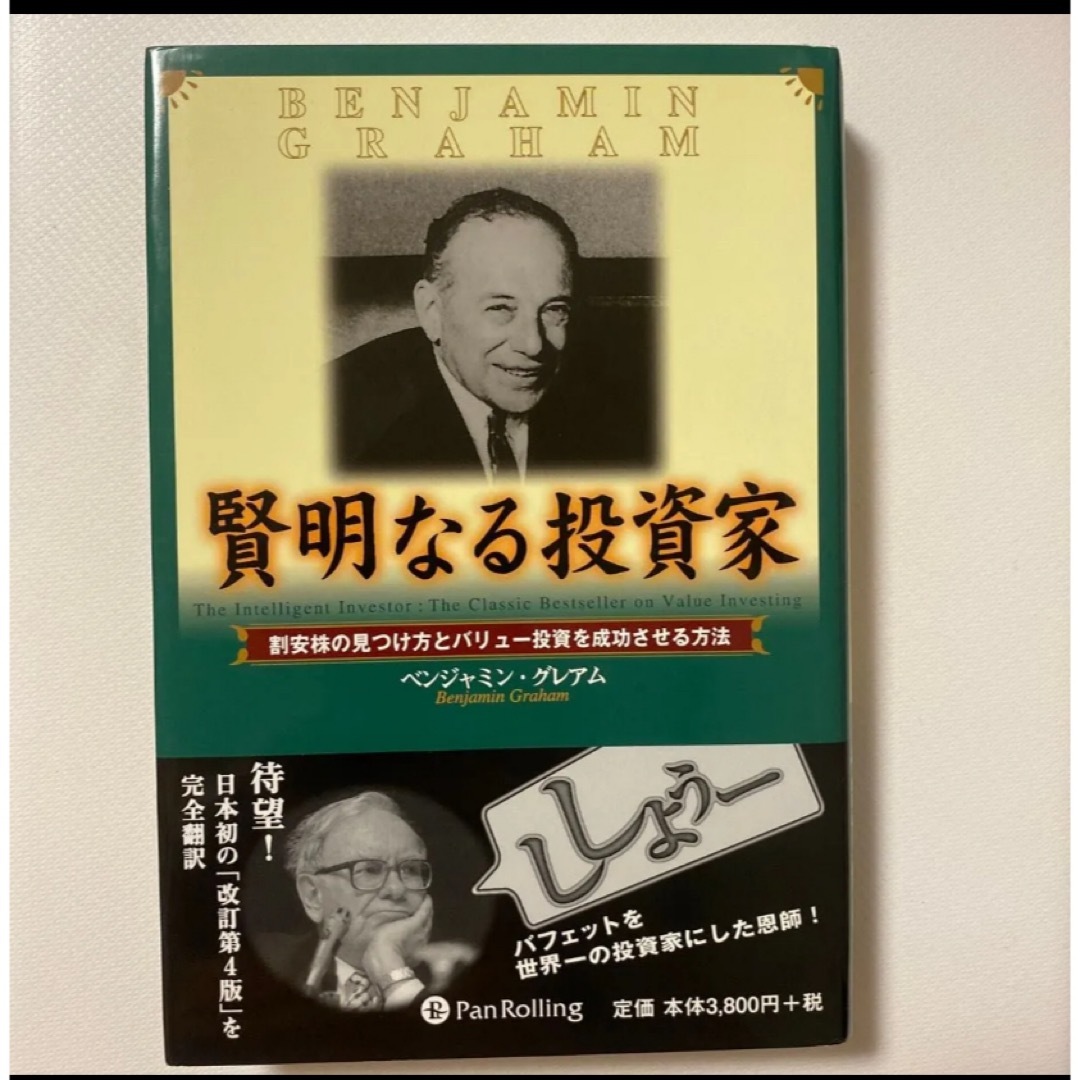 BENJAMIN
GRAHAM
賢明なる投資家
The Intelligent Investor : The Classic Bestseller on Value Investing
割安株の見つけ方とバリュー投資を成功させる方法
ベンジャミン・グレアム
Benjamin Graham
待望！
日本初の「改訂第4版」を
完全翻訳
ししょうー
バフェットを
世界一の投資家にした恩師！
PanRolling
定価 本体3,800円＋税